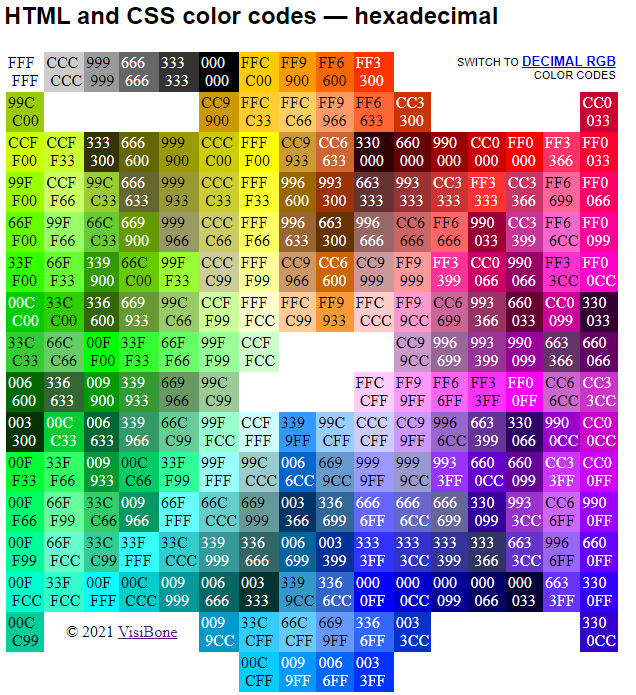 HTML and CSS color codes — hexadecimal
SWITCH TO DECIMAL RGB
COLOR CODES
FFF CCC 999 666 333 000 FFC FF9 FF6 FF3
FFF CCC 999 666 333 000 C00 900 600 300
99C CC9 FFC FFC FF9 FF6 CC3 CC0
C00 900 C33 C66 966 633 300 033
CCF CCF 333 666 999 CCC FFF CC9 CC6 330 660 990 CC0 FF0 FF3 FF0
F00 F33 300 600 900 C00 F00 933 633 000 000 000 000 000 366 033
99F CCF 99C 666 999 CCC FFF 996 993 663 993 CC3 FF3 CC3 FF6 FF0
F00 F66 C33 633 933 C33 F33 600 300 333 333 333 333 366 699 066
66F 99F 66C 669 999 CCC FFF 996 663 996 CC6 FF6 990 CC3 FF6 FF0
F00 F66 C33 900 966 C66 F66 633 300 666 666 666 033 399 6CC 099
33F 66F 339 66C 99F CCC FFF CC9 CC6 CC9 FF9 FF3 CC0 990 FF3 FF0
F00 F33 900 C00 F33 C99 F99 966 600 999 999 399 066 066 3CC 0CC
00C 33C 336 669 99C CCF FFF FFC FF9 FFC FF9 CC6 993 660 CC0 330
C00 C00 600 933 C66 F99 FCC C99 933 CCC 9CC 699 366 033 099 033
33C 66C 00F 33F 66F 99F CCF CC9 996 993 990 663 660
C33 C66 F00 F33 F66 F99 FCC 9CC 699 399 099 366 066
006 336 009 339 669 99C FFC FF9 FF6 FF3 FF0 CC6 CC3
600 633 900 933 966 C99 CFF 9FF 6FF 3FF 0FF 6CC 3CC
003 00C 006 339 66C 99F CCF 339 99C CCC CC9 996 663 330 990 CC0
300 C33 633 966 C99 FCC FFF 9FF CFF CFF 9FF 6CC 399 066 0CC 0CC
00F 33F 009 00C 33F 99F 99C 006 669 999 999 993 660 660 CC3 CC0
F33 F66 933 C66 F99 FFF CCC 6CC 9CC 9FF 9CC 3FF 0CC 099 3FF 0FF
00F 66F 33C 009 66F 66C 669 003 336 666 666 666 330 993 CC6 990
F66 F99 C66 966 FFF CCC 999 366 699 6FF 6CC 699 099 3CC 6FF 0FF
00F 66F 33C 33F 33C 339 336 006 003 333 333 333 333 663 996 660
F99 FCC C99 FFF CCC 999 666 699 399 3FF 3CC 399 366 3CC 6FF 0FF
00F 33F 00F 00C 009 006 003 339 336 000 000 000 000 000 663 330
FCC FCC FFF CCC 999 666 333 9CC 6CC 0FF 0CC 099 066 033 3FF 0FF
00C 009 33C 66C 669 336 003 330
C99 9CC CFF CFF 9FF 6FF 3CC 0CC
© 2021 VisiBone
00C 009 006 003
CFF 9FF 6FF 3FF